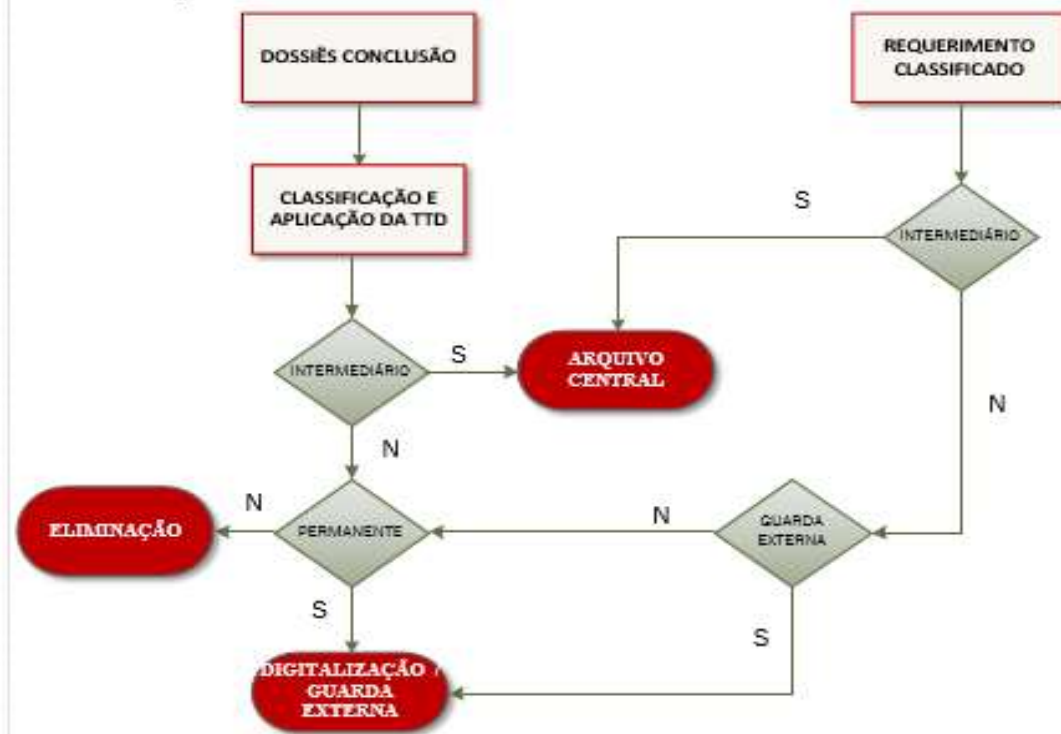 DOSSIÊS CONCLUSÃO
REQUERIMENTO
CLASSIFICADO
CLASSIFICAÇÃO E
APLICAÇÃO DA TTD
S
INTERMEDIÁRIO
INTERMEDIÁRIO
S
ARQUIVO
CENTRAL
N
N
ELIMINAÇÃO
N
PERMANENTE
N
GUARDA
EXTERNA
S
S
DIGITALIZAÇÃO /
GUARDA
EXTERNA